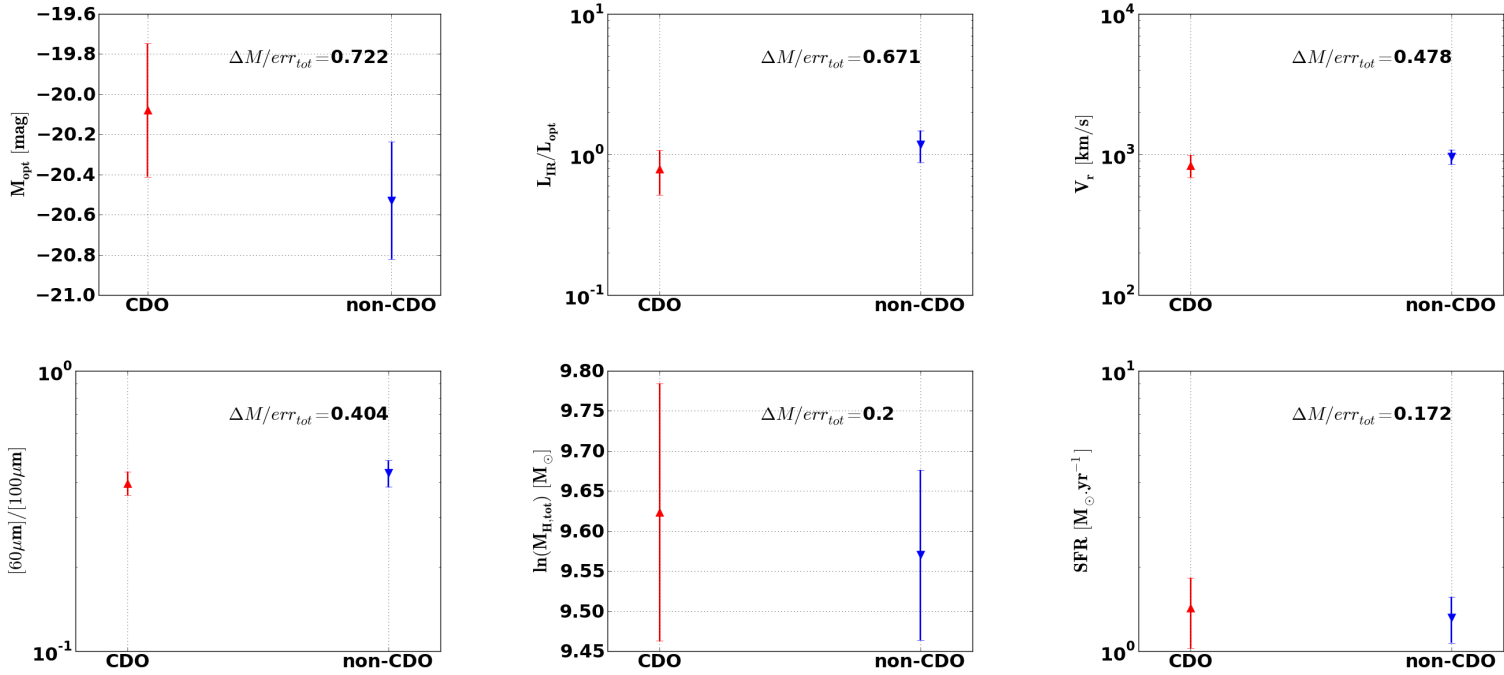 M_opt [mag]
−19.6
−19.8
−20.0
−20.2
−20.4
−20.6
−20.8
−21.0
ΔM/err_tot=0.722
CDO non-CDO
L_IR/L_opt
10^1
10^0
10^-1
ΔM/err_tot=0.671
CDO non-CDO
V_r [km/s]
10^4
10^3
10^2
ΔM/err_tot=0.478
CDO non-CDO
[60μm]/[100μm]
10^0
10^-1
ΔM/err_tot=0.404
CDO non-CDO
ln(M_H,tot) [M_⊙]
9.80
9.75
9.70
9.65
9.60
9.55
9.50
9.45
ΔM/err_tot=0.2
CDO non-CDO
SFR [M_⊙.yr^−1]
10^1
10^0
ΔM/err_tot=0.172
CDO non-CDO